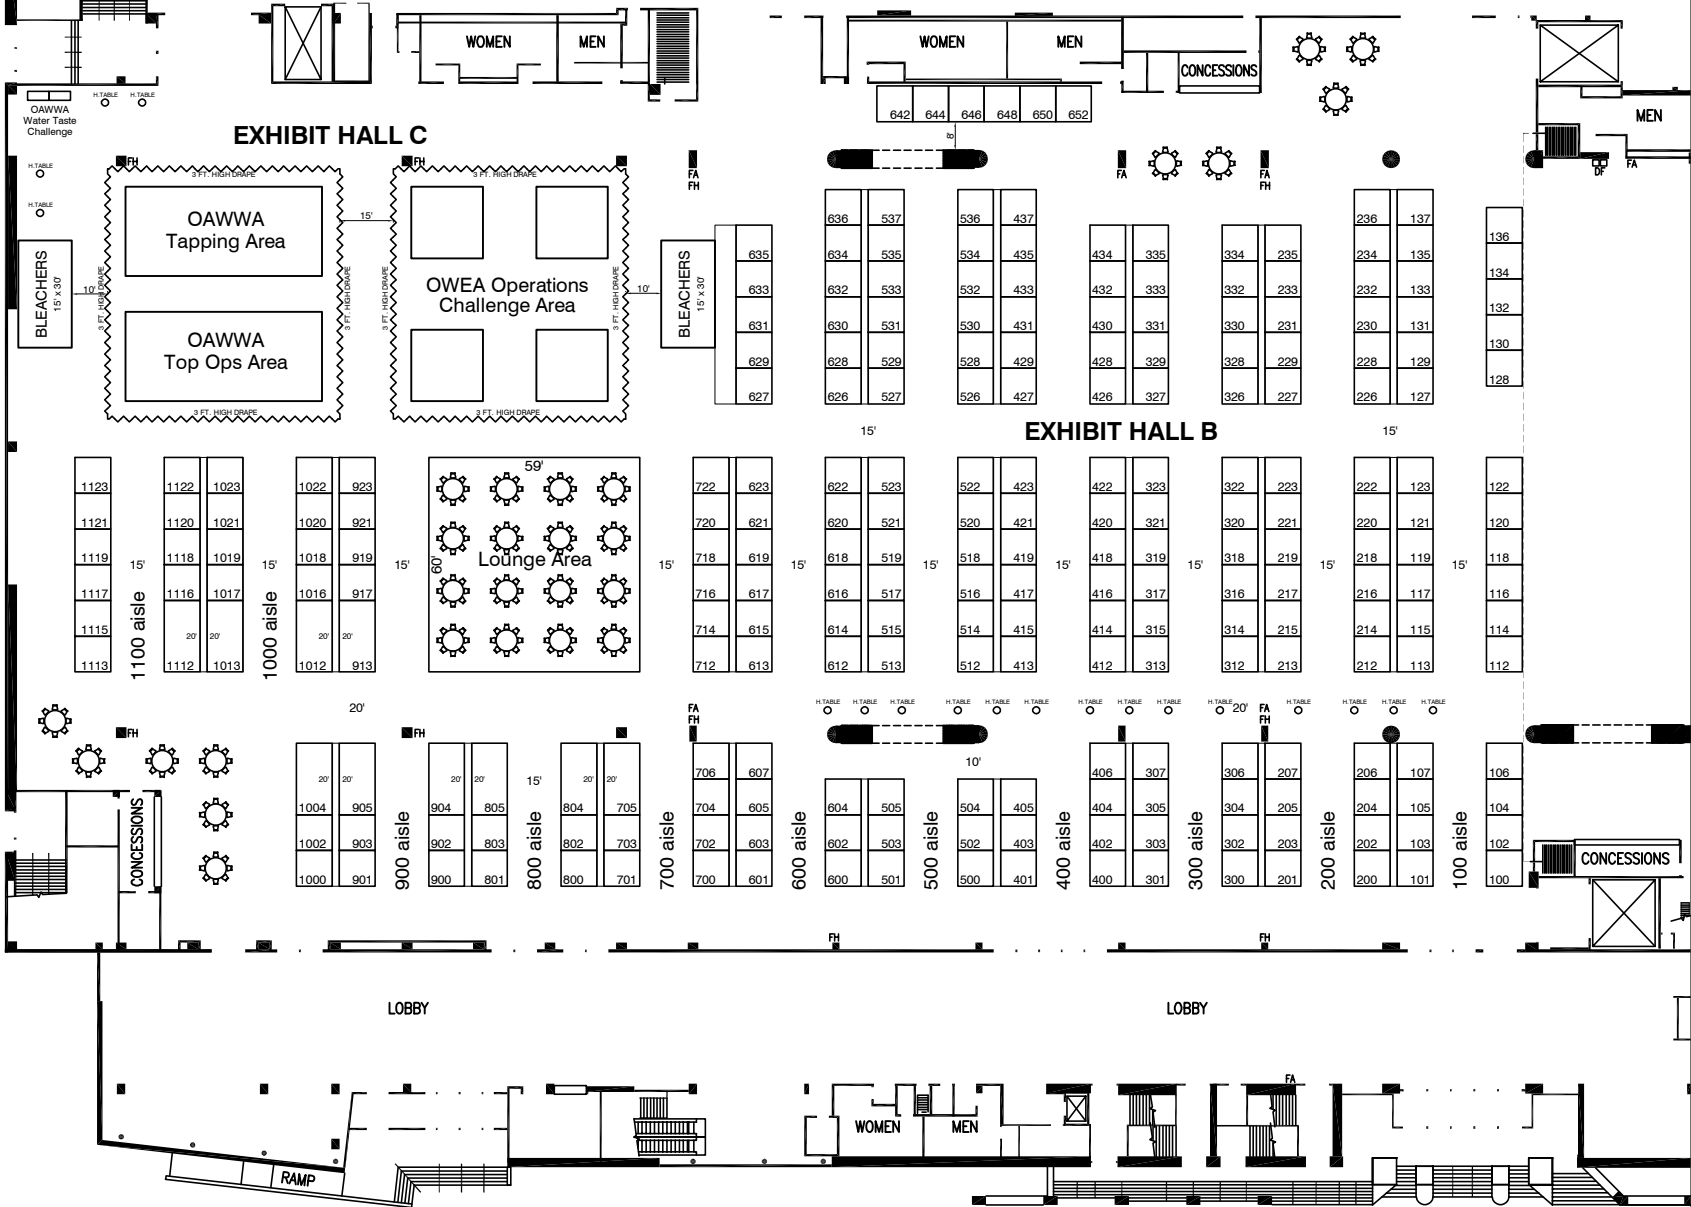 WOMEN MEN WOMEN MEN
CONCESSIONS
OAWWA
Water Taste
Challenge
H.TABLE H.TABLE
642 644 646 648 650 652
MEN
EXHIBIT HALL C
8'
FH FH FA FH FA FA FH DF FA
H.TABLE
H.TABLE
3 FT. HIGH DRAPE 3 FT. HIGH DRAPE
OAWWA
Tapping Area
15'
BLEACHERS
15' x 30'
10'
3 FT. HIGH DRAPE
3 FT. HIGH DRAPE
3 FT. HIGH DRAPE
3 FT. HIGH DRAPE
OWEA Operations
Challenge Area
10'
BLEACHERS
15' x 30'
OAWWA
Top Ops Area
3 FT. HIGH DRAPE 3 FT. HIGH DRAPE
636 537 536 437 236 137
136
635 634 535 534 435 434 335 334 235 234 135
134
633 632 533 532 433 432 333 332 233 232 133
132
631 630 531 530 431 430 331 330 231 230 131
130
629 628 529 528 429 428 329 328 229 228 129
128
627 626 527 526 427 426 327 326 227 226 127
15' EXHIBIT HALL B 15'
59'
1123 1122 1023 1022 923 722 623 622 523 522 423 422 323 322 223 222 123 122
1121 1120 1021 1020 921 720 621 620 521 520 421 420 321 320 221 220 121 120
1119 1118 1019 1018 919 718 619 618 519 518 419 418 319 318 219 218 119 118
15' 15' 15' 60' Lounge Area 15' 15' 15' 15' 15' 15' 15'
1117 1116 1017 1016 917 716 617 616 517 516 417 416 317 316 217 216 117 116
1115 20' 20' 20' 20' 714 615 614 515 514 415 414 315 314 215 214 115 114
1113 1112 1013 1012 913 712 613 612 513 512 413 412 313 312 213 212 113 112
1100 aisle 1000 aisle
H.TABLE H.TABLE H.TABLE H.TABLE H.TABLE H.TABLE H.TABLE H.TABLE H.TABLE H.TABLE H.TABLE H.TABLE H.TABLE H.TABLE
20' 20'
FH FH FA FH FA FH
10'
706 607 406 307 306 207 206 107 106
20' 20' 20' 20' 15' 20' 20'
1004 905 904 805 804 705 704 605 604 505 504 405 404 305 304 205 204 105 104
1002 903 902 803 802 703 702 603 602 503 502 403 402 303 302 203 202 103 102
1000 901 900 801 800 701 700 601 600 501 500 401 400 301 300 201 200 101 100
CONCESSIONS
900 aisle 800 aisle 700 aisle 600 aisle 500 aisle 400 aisle 300 aisle 200 aisle 100 aisle
CONCESSIONS
FH FH
LOBBY LOBBY
FA
WOMEN MEN
RAMP